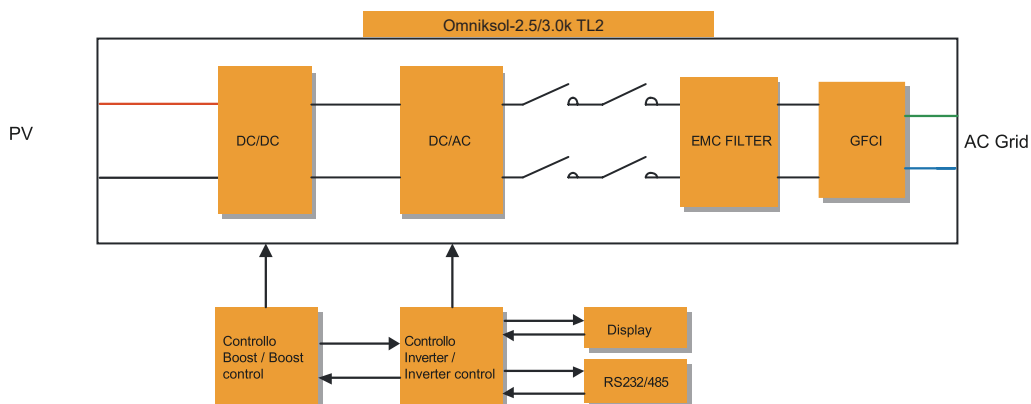 Omniksol-2.5/3.0k TL2
PV
DC/DC
DC/AC
EMC FILTER
GFCI
AC Grid
Controllo
Boost / Boost
control
Controllo
Inverter /
Inverter control
Display
RS232/485